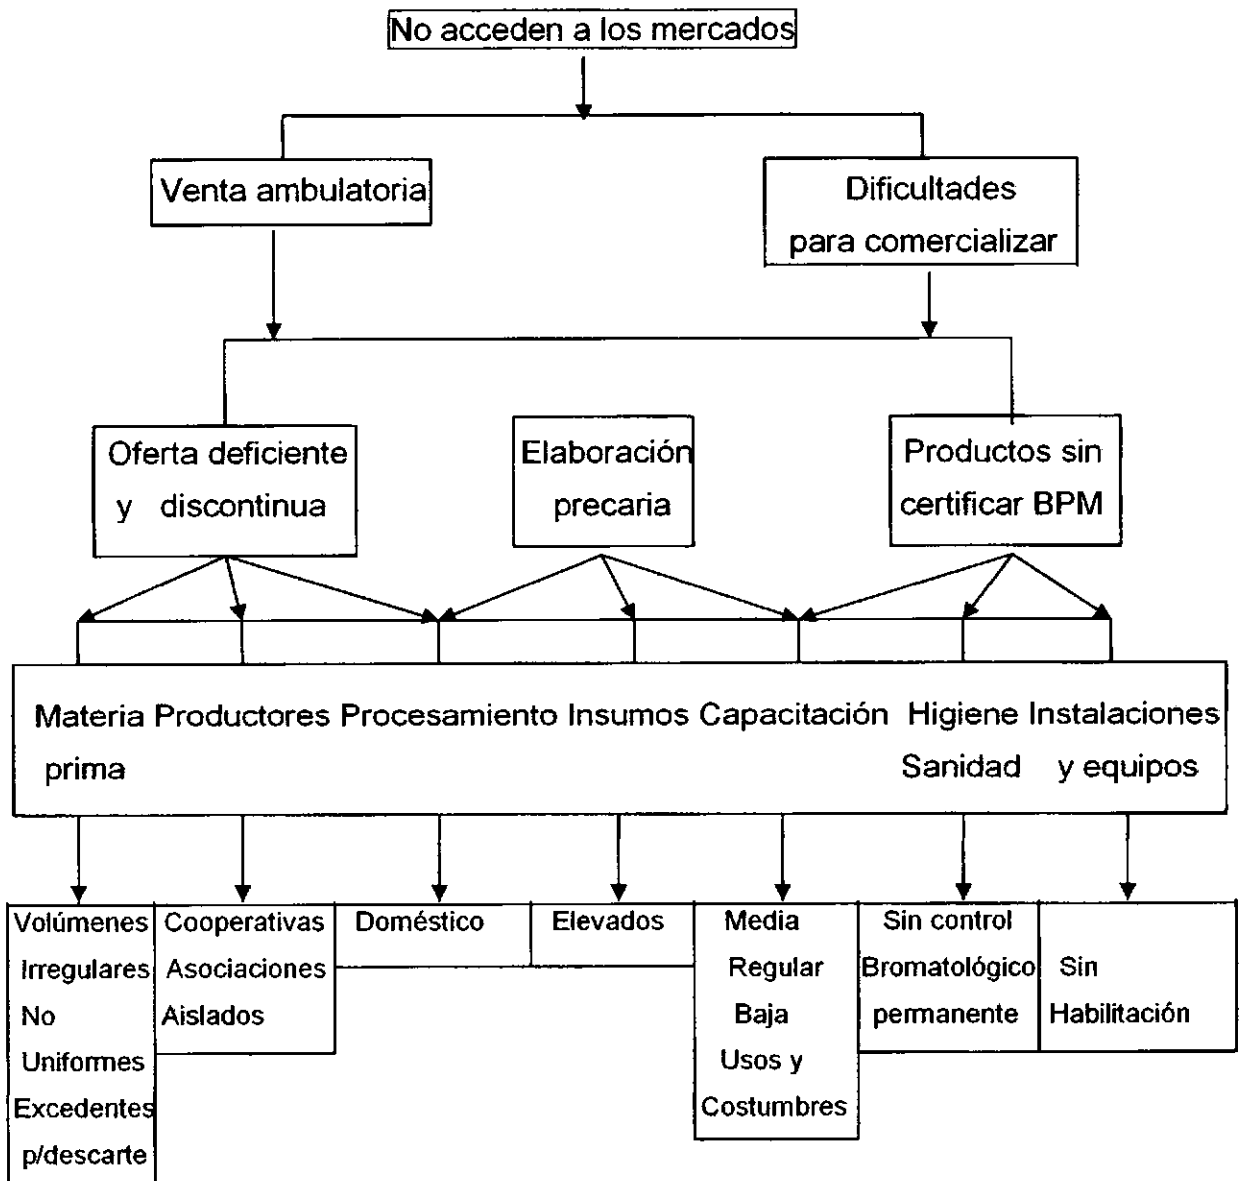 No acceden a los mercados
Venta ambulatoria
Dificultades
para comercializar
Oferta deficiente
y discontinua
Elaboración
precaria
Productos sin
certificar BPM
Materia Productores Procesamiento Insumos Capacitación Higiene Instalaciones
prima Sanidad y equipos
Volúmenes
Irregulares
No
Uniformes
Excedentes
p/descarte
Cooperativas
Asociaciones
Aislados
Doméstico
Elevados
Media
Regular
Baja
Usos y
Costumbres
Sin control
Bromatológico
permanente
Sin
Habilitación